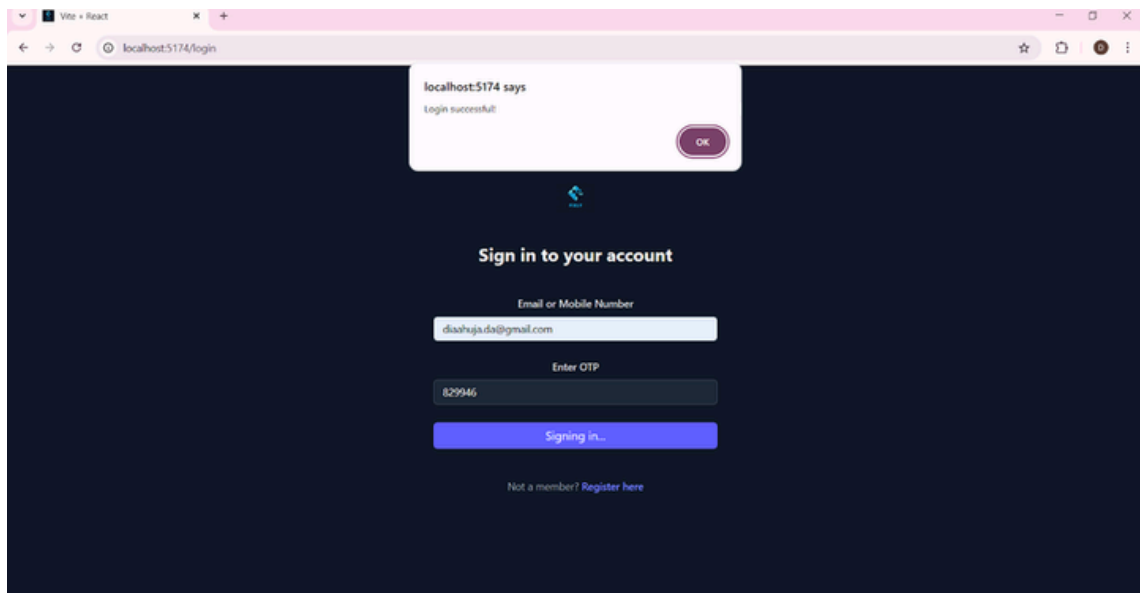 Vite + React
localhost:5174/login
D
localhost:5174 says
Login successful!
OK
Sign in to your account
Email or Mobile Number
diaahuja.da@gmail.com
Enter OTP
829946
Signing in...
Not a member? Register here